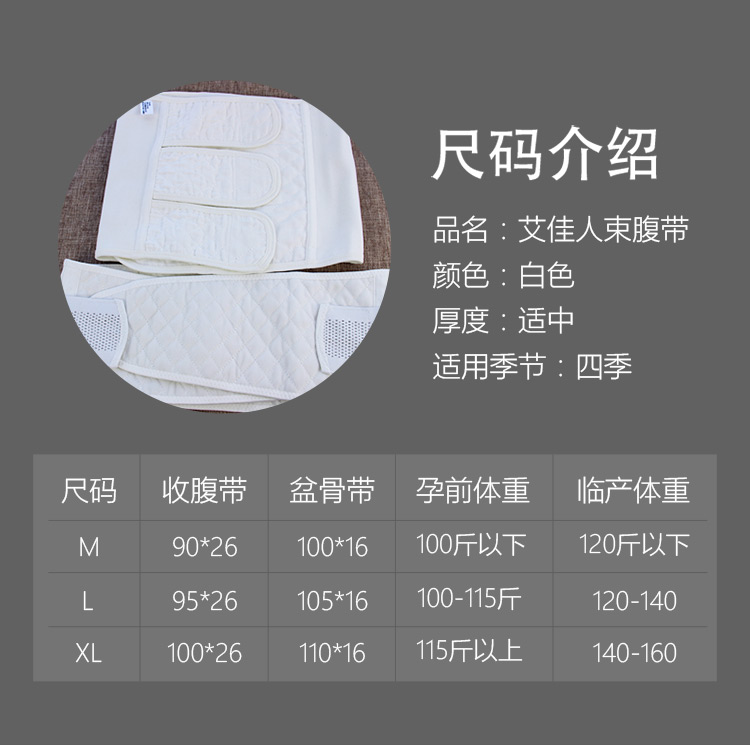 尺码介绍
品名：艾佳人束腹带
颜色：白色
厚度：适中
适用季节：四季
尺码 收腹带 盆骨带 孕前体重 临产体重
M 90*26 100*16 100斤以下 120斤以下
L 95*26 105*16 100-115斤 120-140
XL 100*26 110*16 115斤以上 140-160